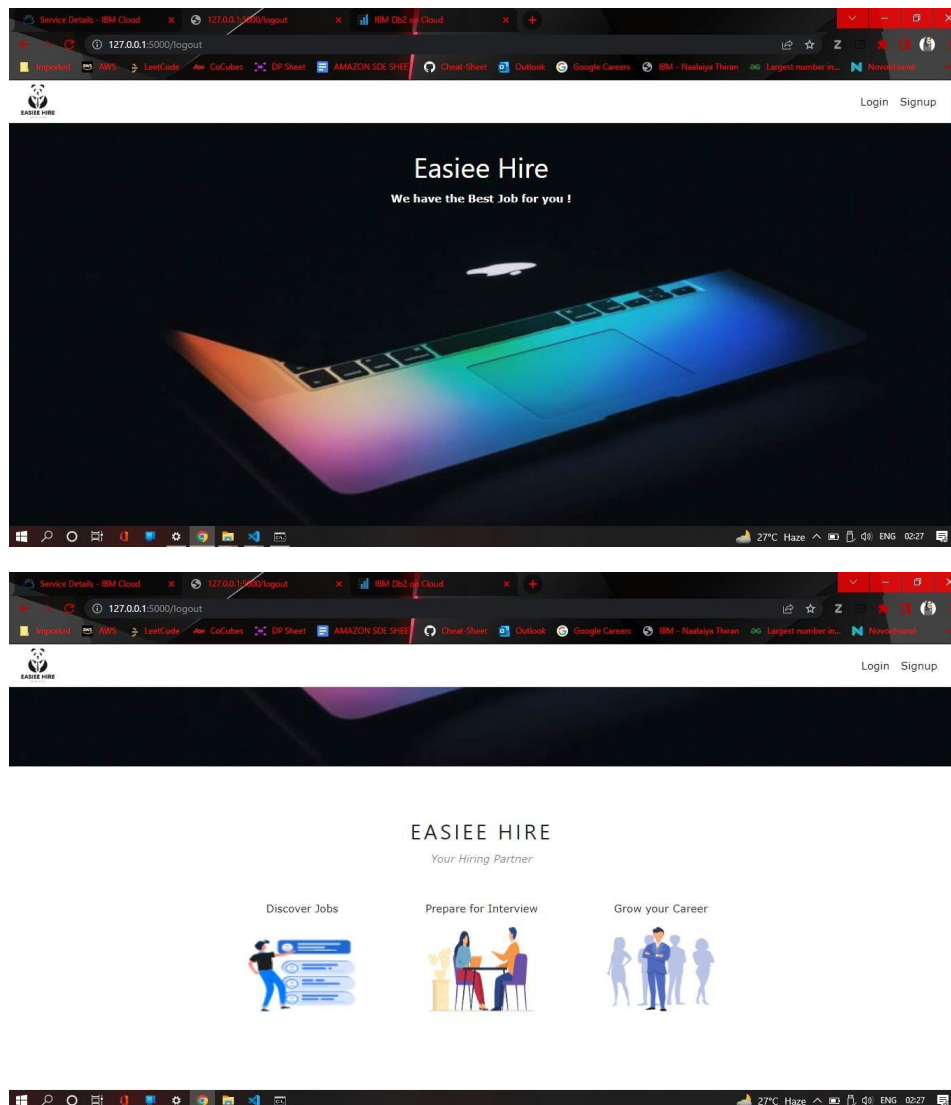 Service Details - IBM Cloud 127.0.0.1:5000/logout IBM Db2 on Cloud
127.0.0.1:5000/logout Z
Imported aws AWS LeetCode CoCubes DP Sheet AMAZON SDE SHEET Cheat-Sheet Outlook Google Careers IBM - Naalaiya Thiran Largest number in...
EASIEE HIRE
Login Signup
Easiee Hire
We have the Best Job for you !
27°C Haze ENG 02:27
Service Details - IBM Cloud 127.0.0.1:5000/logout IBM Db2 on Cloud
127.0.0.1:5000/logout Z
Imported aws AWS LeetCode CoCubes DP Sheet AMAZON SDE SHEET Cheat-Sheet Outlook Google Careers IBM - Naalaiya Thiran Largest number in...
EASIEE HIRE
Login Signup
EASIEE HIRE
Your Hiring Partner
Discover Jobs Prepare for Interview Grow your Career
27°C Haze ENG 02:27